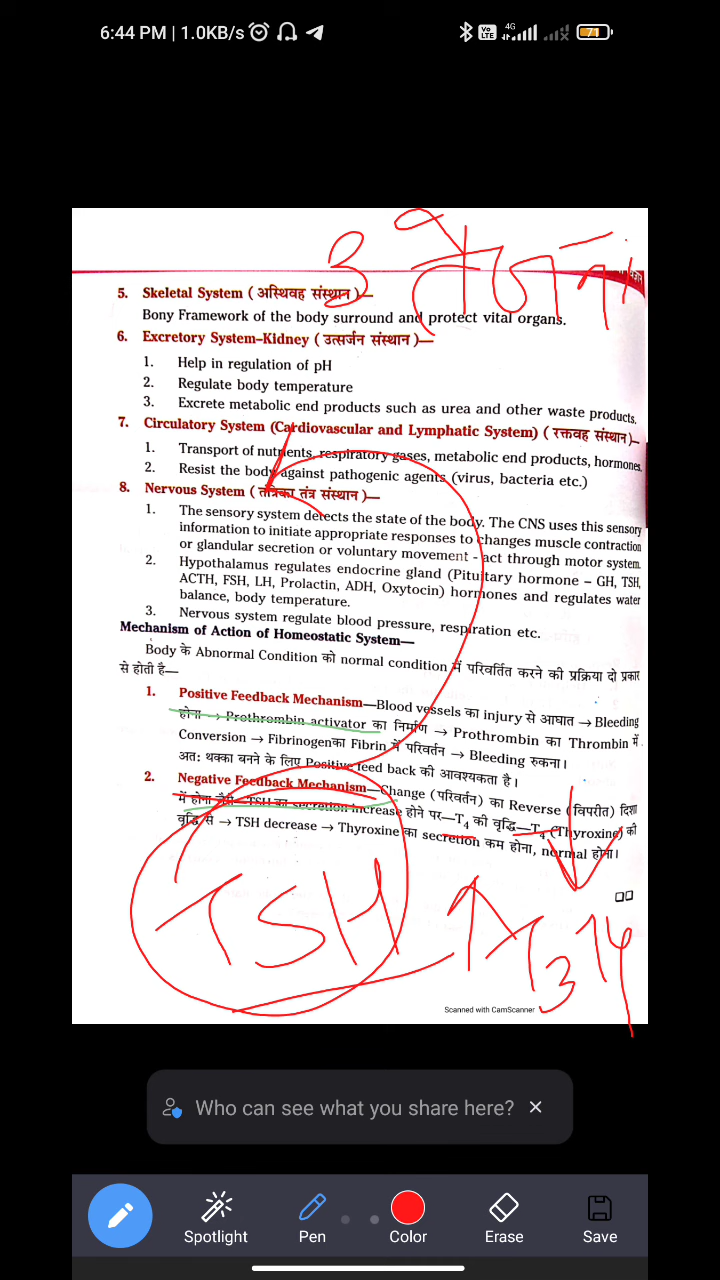 6:44 PM | 1.0KB/s
Vo LTE 4G 71
3
5. Skeletal System ( अस्थिवह संस्थान )—
Bony Framework of the body surround and protect vital organs.
6. Excretory System–Kidney ( उत्सर्जन संस्थान )—
1. Help in regulation of pH
2. Regulate body temperature
3. Excrete metabolic end products such as urea and other waste products.
7. Circulatory System (Cardiovascular and Lymphatic System) ( रक्तवह संस्थान)–
1. Transport of nutrients, respiratory gases, metabolic end products, hormones.
2. Resist the body against pathogenic agents (virus, bacteria etc.)
8. Nervous System ( तंत्रिका तंत्र संस्थान )—
1. The sensory system detects the state of the body. The CNS uses this sensory
information to initiate appropriate responses to changes muscle contraction
or glandular secretion or voluntary movement - act through motor system.
2. Hypothalamus regulates endocrine gland (Pituitary hormone – GH, TSH,
ACTH, FSH, LH, Prolactin, ADH, Oxytocin) hormones and regulates water
balance, body temperature.
3. Nervous system regulate blood pressure, respiration etc.
Mechanism of Action of Homeostatic System—
Body के Abnormal Condition को normal condition में परिवर्तित करने की प्रक्रिया दो प्रकार
से होती है—
1. Positive Feedback Mechanism—Blood vessels का injury से आघात → Bleeding
होना → Prothrombin activator का निर्माण → Prothrombin का Thrombin में
Conversion → Fibrinogenका Fibrin में परिवर्तन → Bleeding रुकना।
अत: थक्का बनने के लिए Positive feed back की आवश्यकता है।
2. Negative Feedback Mechanism—Change (परिवर्तन) का Reverse (विपरीत) दिशा
में होना जैसे—TSH का secretion increase होने पर—T4 की वृद्धि—T4 (Thyroxine) की
वृद्धि से → TSH decrease → Thyroxine का secretion कम होना, normal होना।
TSH ↑ T3 T4
Scanned with CamScanner
Who can see what you share here? ×
Spotlight Pen Color Erase Save